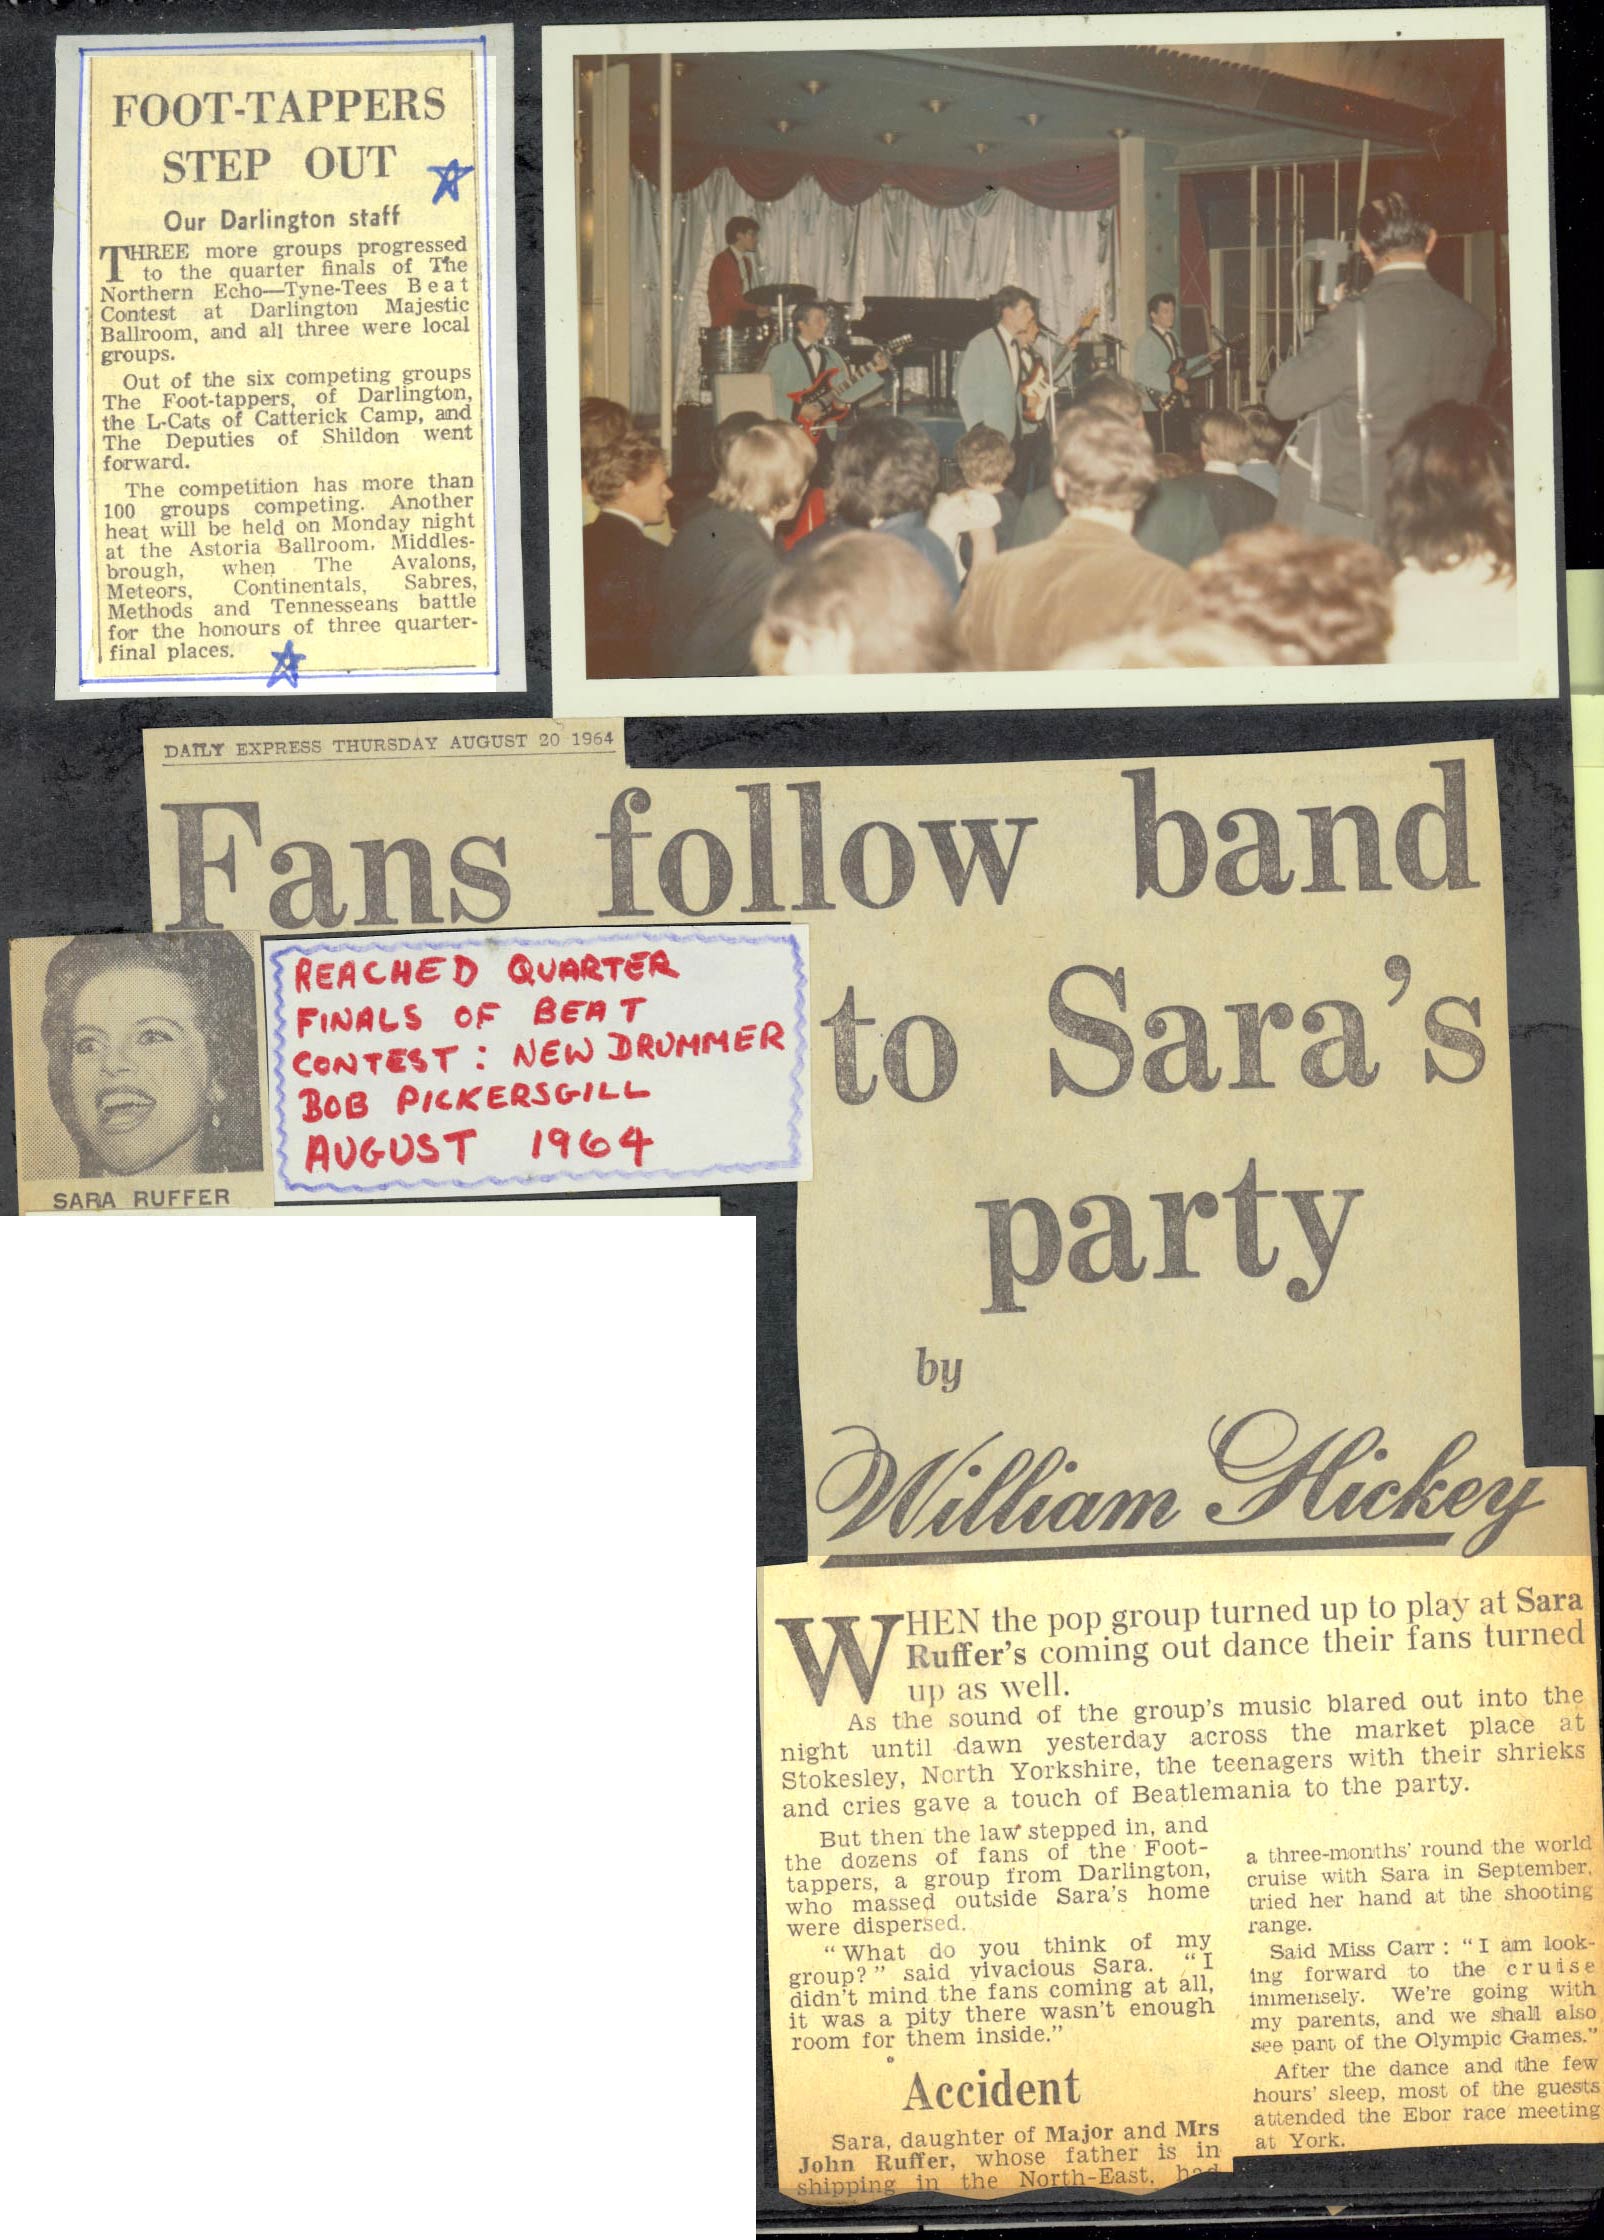 FOOT-TAPPERS
STEP OUT
Our Darlington staff
THREE more groups progressed
to the quarter finals of The
Northern Echo—Tyne-Tees Beat
Contest at Darlington Majestic
Ballroom, and all three were local
groups.
Out of the six competing groups
The Foot-tappers, of Darlington,
the L-Cats of Catterick Camp, and
The Deputies of Shildon went
forward.
The competition has more than
100 groups competing. Another
heat will be held on Monday night
at the Astoria Ballroom, Middles-
brough, when The Avalons,
Meteors, Continentals, Sabres,
Methods and Tennesseans battle
for the honours of three quarter-
final places.
DAILY EXPRESS THURSDAY AUGUST 20 1964
Fans follow band
to Sara's
party
by
William Hickey
SARA RUFFER
REACHED QUARTER
FINALS OF BEAT
CONTEST: NEW DRUMMER
BOB PICKERSGILL
AUGUST 1964
WHEN the pop group turned up to play at Sara
Ruffer's coming out dance their fans turned
up as well.
As the sound of the group's music blared out into the
night until dawn yesterday across the market place at
Stokesley, North Yorkshire, the teenagers with their shrieks
and cries gave a touch of Beatlemania to the party.
But then the law stepped in, and
the dozens of fans of the Foot-
tappers, a group from Darlington,
who massed outside Sara's home
were dispersed.
"What do you think of my
group?" said vivacious Sara. "I
didn't mind the fans coming at all,
it was a pity there wasn't enough
room for them inside."
Accident
Sara, daughter of Major and Mrs
John Ruffer, whose father is in
shipping in the North-East, had
a three-months' round the world
cruise with Sara in September,
tried her hand at the shooting
range.
Said Miss Carr: "I am look-
ing forward to the cruise
immensely. We're going with
my parents, and we shall also
see part of the Olympic Games."
After the dance and the few
hours' sleep, most of the guests
attended the Ebor race meeting
at York.